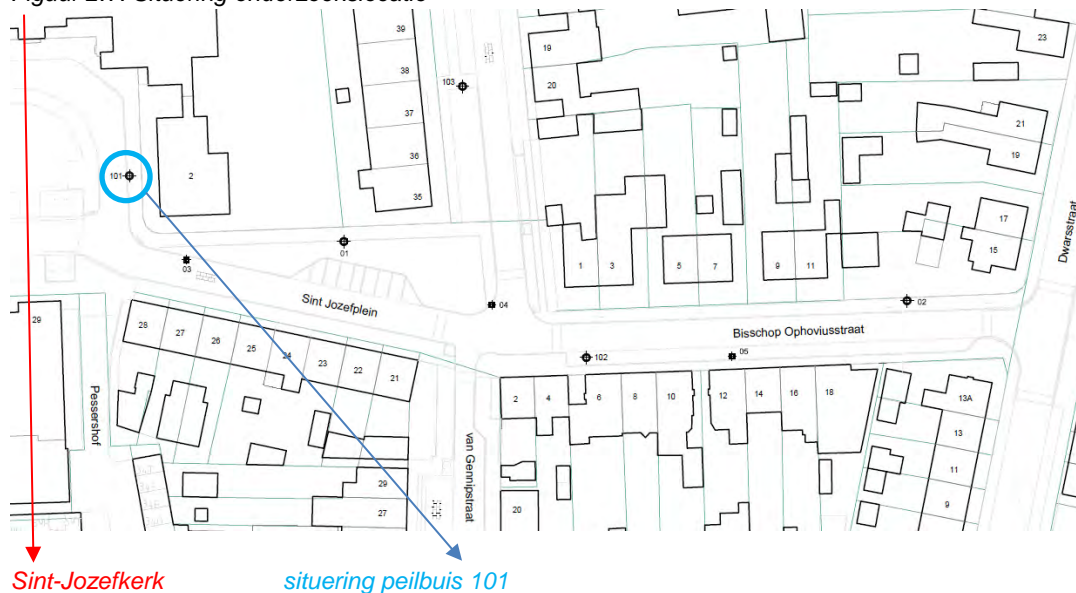 39
23
19
38
103
20
37
21
36
19
101
2
35
17
01
15
03
1 3 5 7 9 11
Dwarsstraat
Sint Jozefplein
04
02
29
28 27 26 25 24 23 22 21
Bisschop Ophoviusstraat
102
05
Pessershof
2 4 6 8 10 12 14 16 18
13A
13
van Gennipstraat
11
29
9
27
20
Sint-Jozefkerk situering peilbuis 101